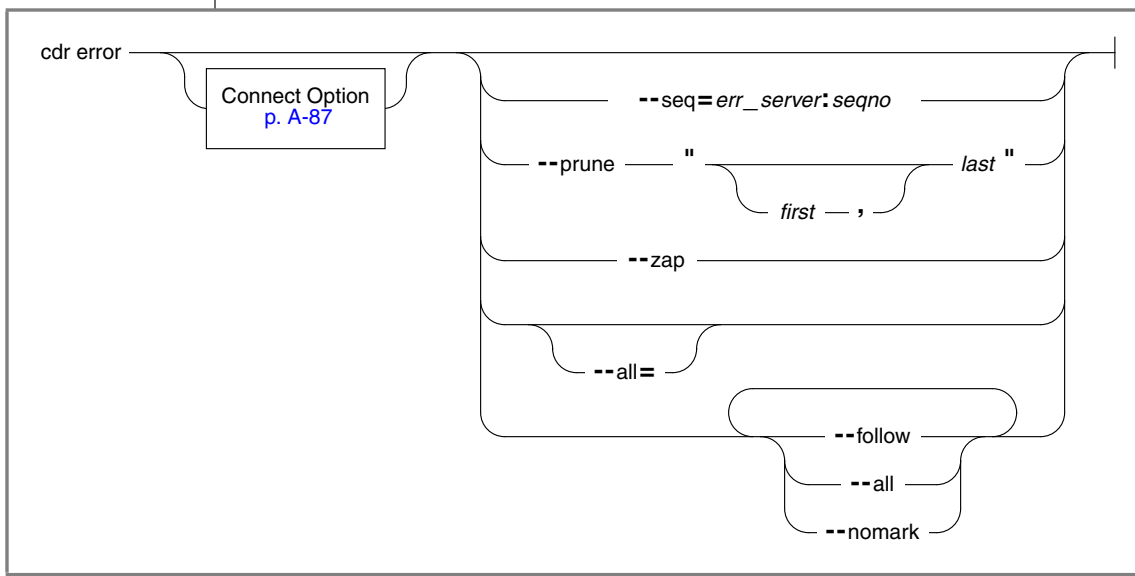 cdr error
Connect Option
p. A-87
--seq=err_server:seqno
--prune " last "
first ,
--zap
--all=
--follow
--all
--nomark